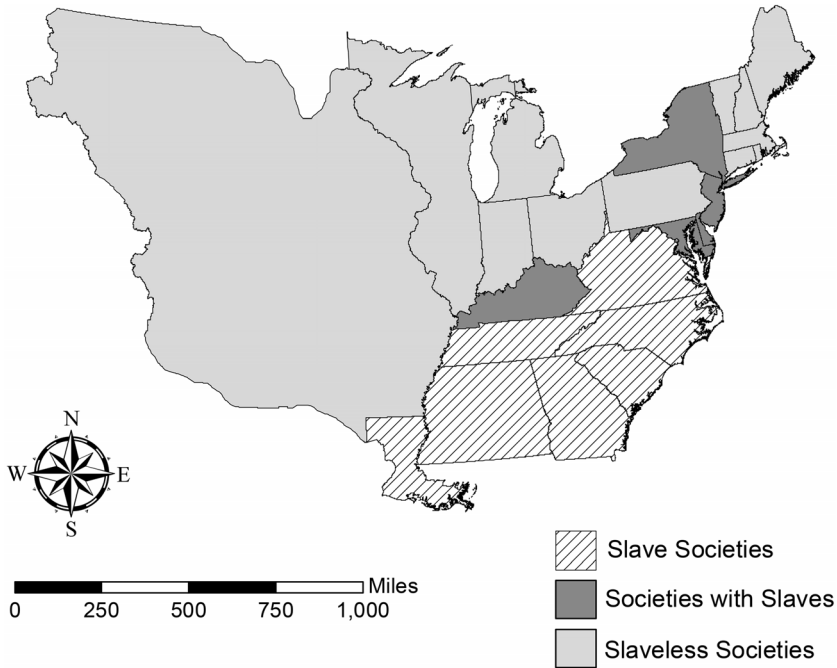 N
W E
S
Miles
0 250 500 750 1,000
Slave Societies
Societies with Slaves
Slaveless Societies